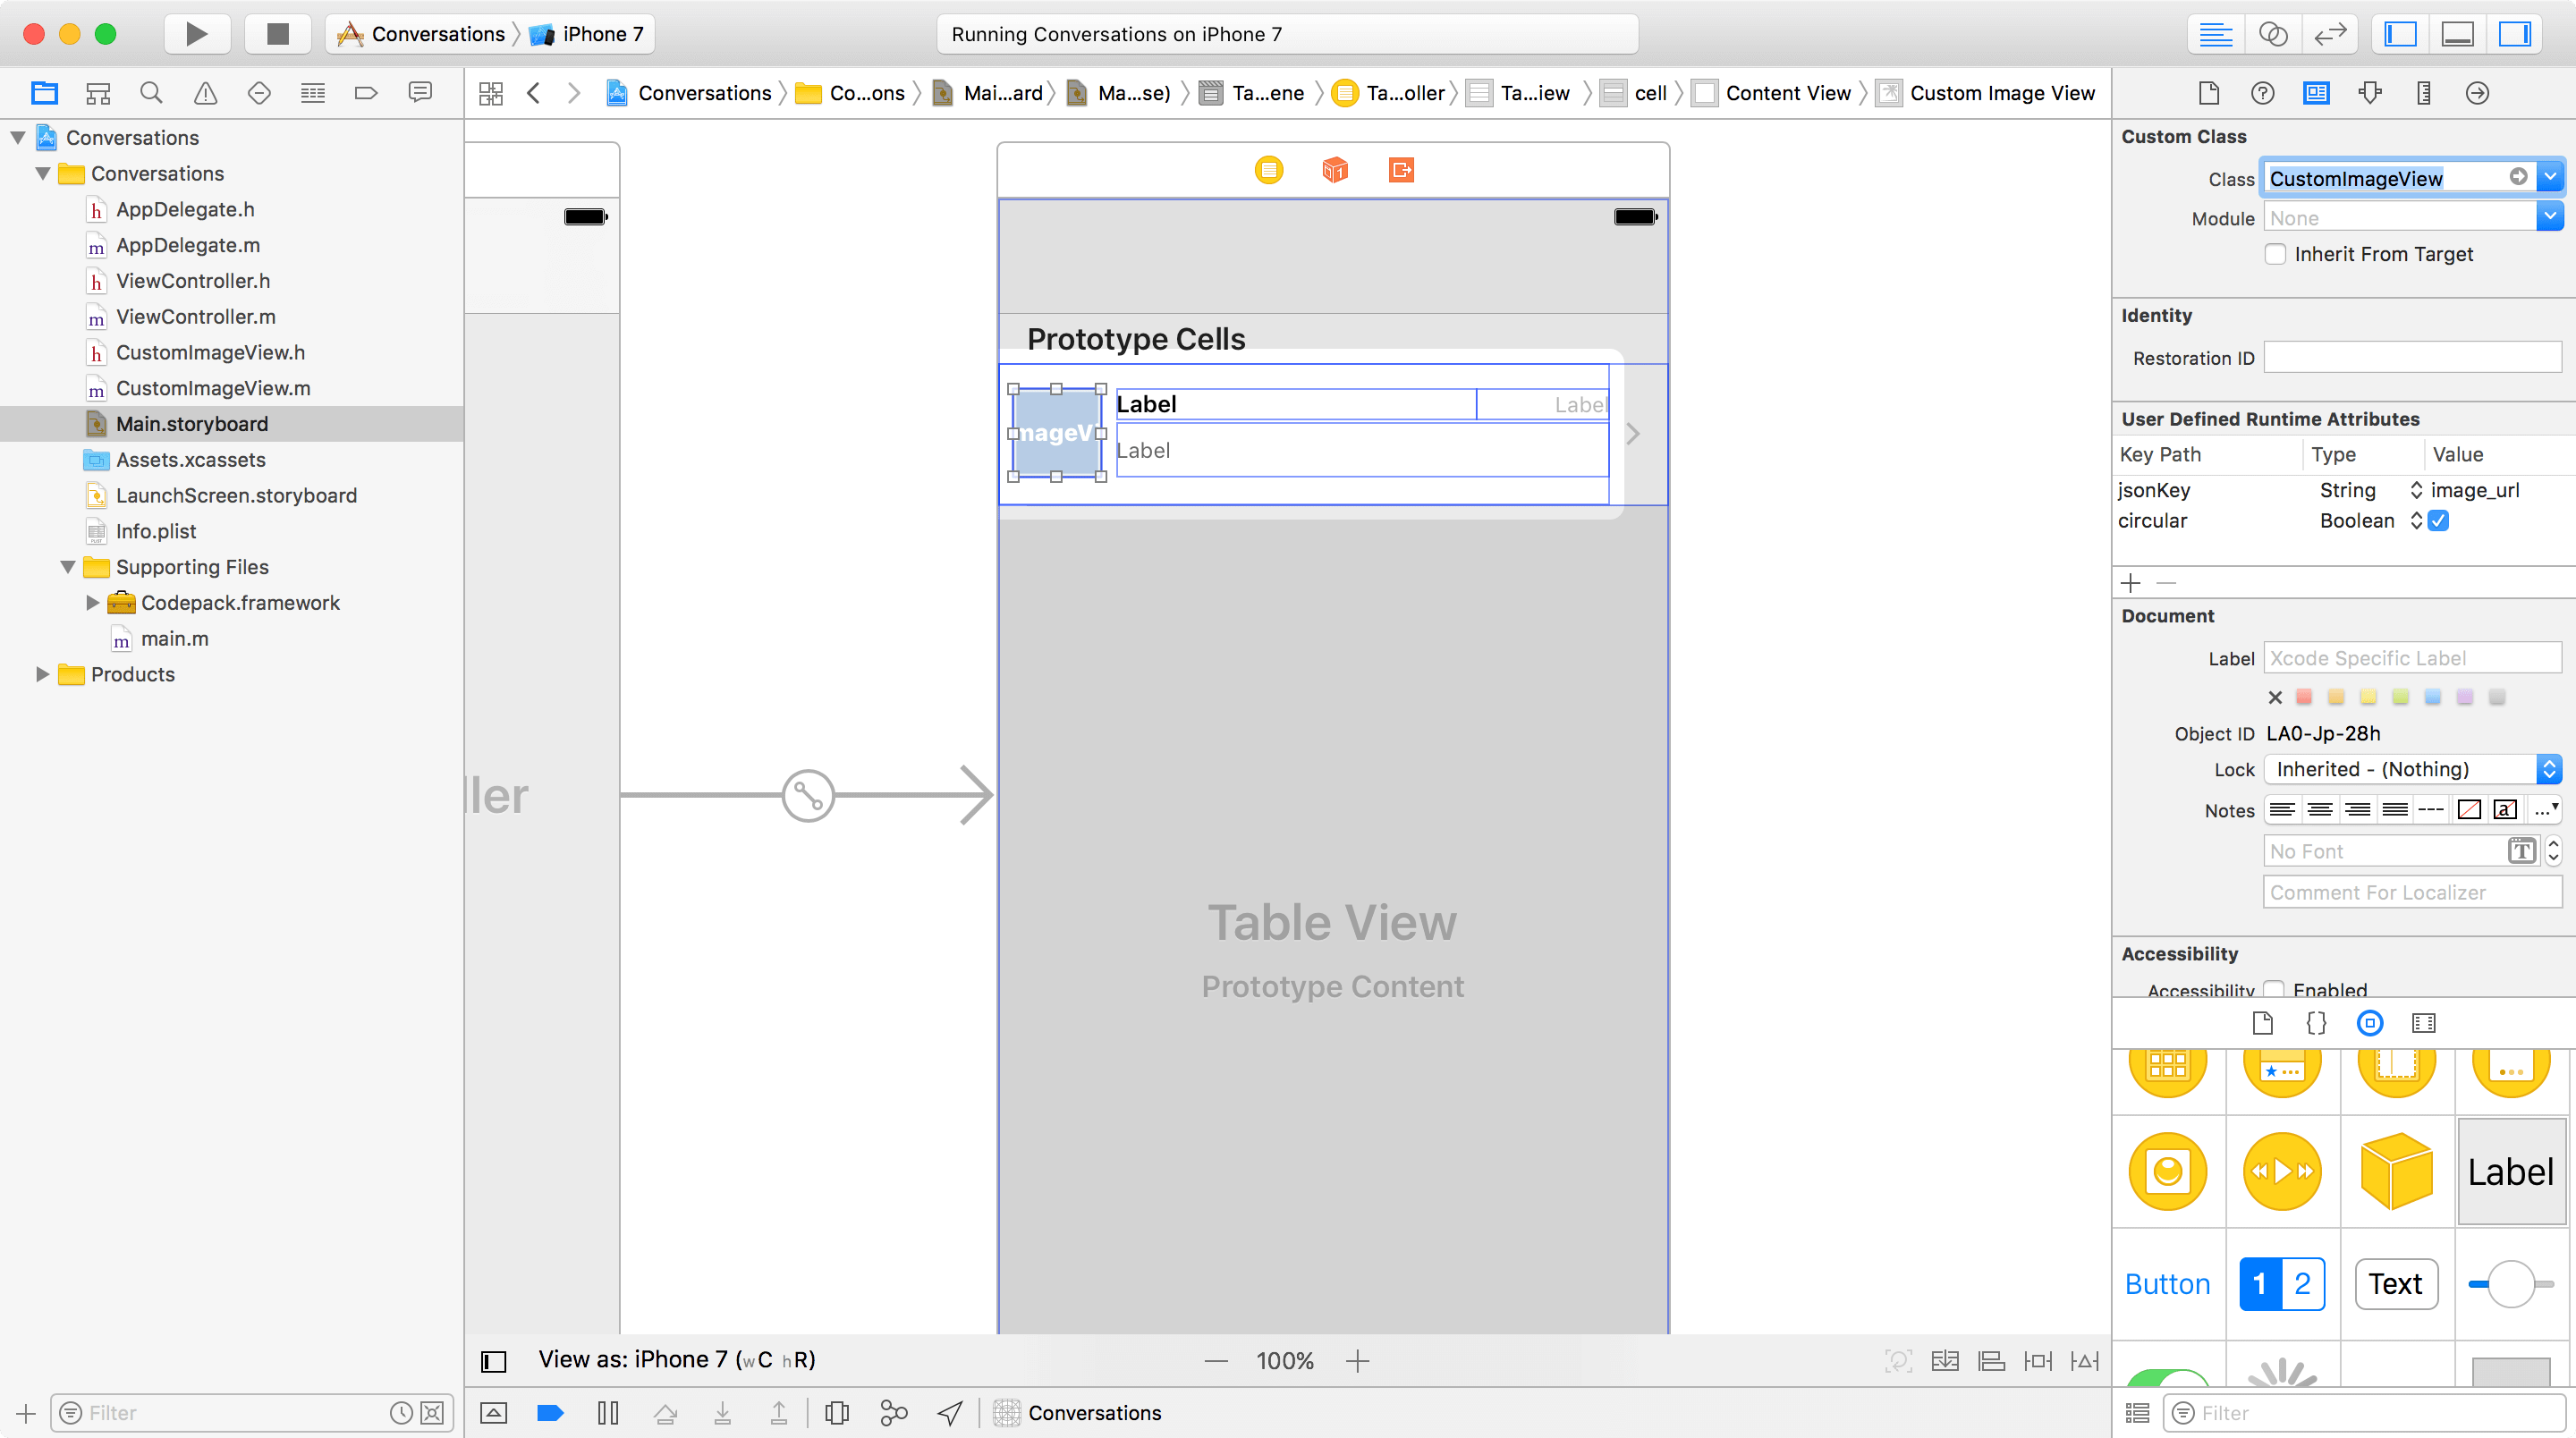 Conversations iPhone 7
Running Conversations on iPhone 7
Conversations Co...ons Mai...ard Ma...se) Ta...ene Ta...oller Ta...iew cell Content View Custom Image View
Conversations
Conversations
AppDelegate.h
AppDelegate.m
ViewController.h
ViewController.m
CustomImageView.h
CustomImageView.m
Main.storyboard
Assets.xcassets
LaunchScreen.storyboard
Info.plist
Supporting Files
Codepack.framework
main.m
Products
Filter
ller
Prototype Cells
mageV
Label
Label
Label
Table View
Prototype Content
View as: iPhone 7 (wC hR)
100%
Conversations
Custom Class
Class CustomImageView
Module None
Inherit From Target
Identity
Restoration ID
User Defined Runtime Attributes
Key Path Type Value
jsonKey String image_url
circular Boolean
Document
Label Xcode Specific Label
Object ID LA0-Jp-28h
Lock Inherited - (Nothing)
Notes
No Font
Comment For Localizer
Accessibility
Accessibility Enabled
Label
Button
1 2
Text
Filter